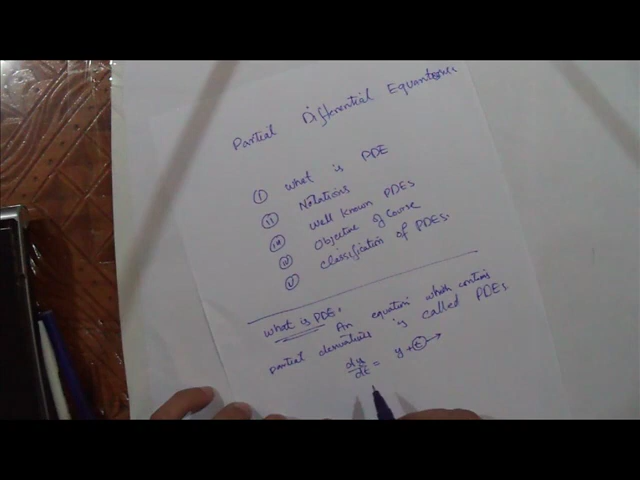 Partial Differential Equations
(i) What is PDE
(ii) Notations
(iii) Well known PDEs
(iv) Objective of Course
(v) Classification of PDEs.
What is PDE: An equation which contains
partial derivatives is called PDEs.
dy/dt = y + t →